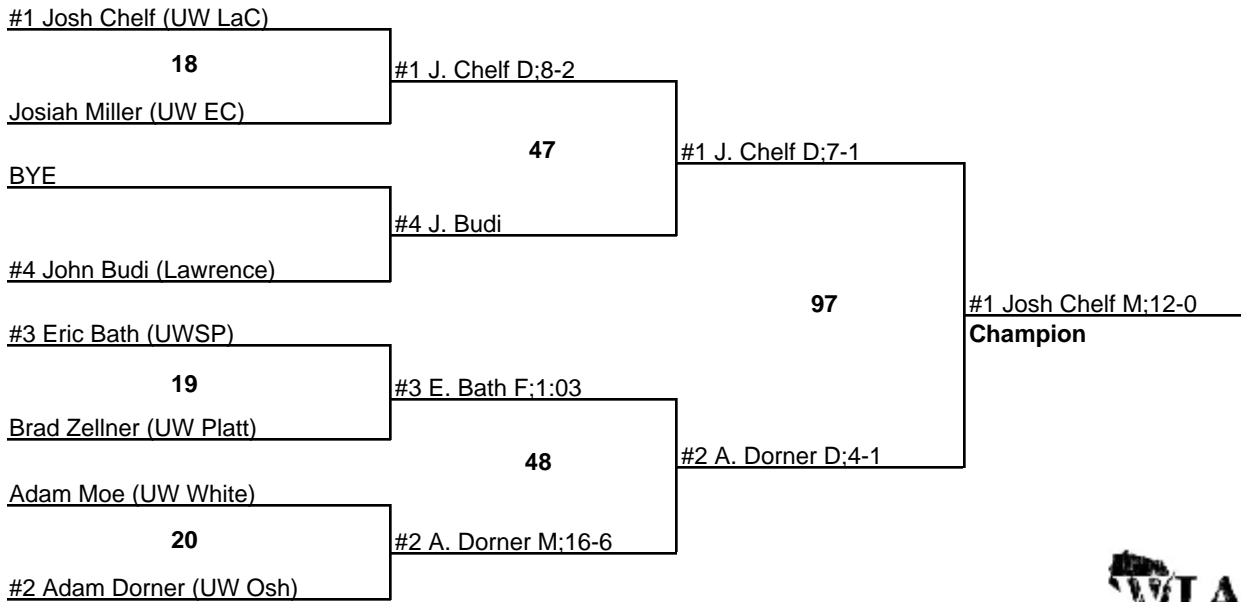 #1 Josh Chelf (UW LaC)
18
#1 J. Chelf D;8-2
Josiah Miller (UW EC)
47
#1 J. Chelf D;7-1
BYE
#4 J. Budi
#4 John Budi (Lawrence)
97
#1 Josh Chelf M;12-0
Champion
#3 Eric Bath (UWSP)
19
#3 E. Bath F;1:03
Brad Zellner (UW Platt)
48
#2 A. Dorner D;4-1
Adam Moe (UW White)
20
#2 A. Dorner M;16-6
#2 Adam Dorner (UW Osh)
WIA